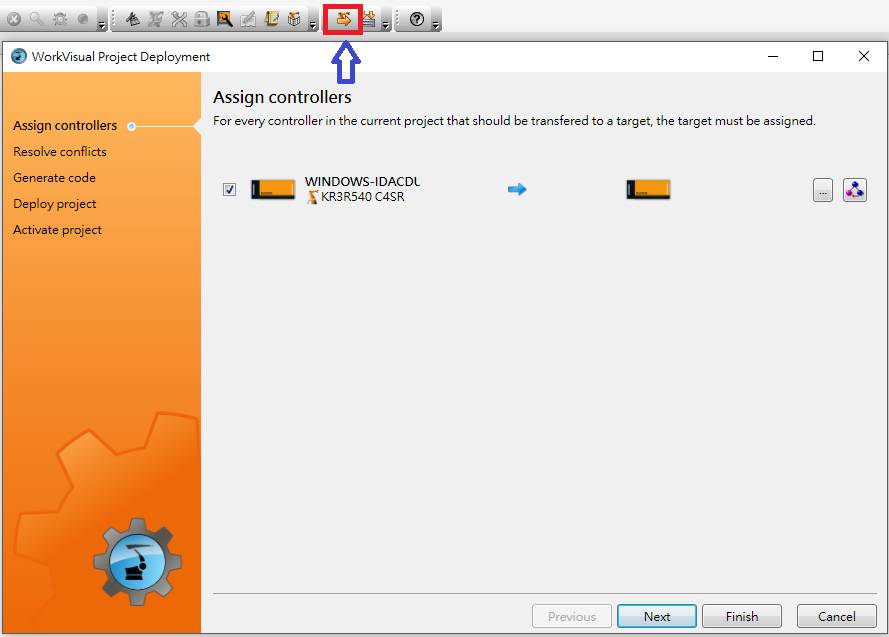 WorkVisual Project Deployment
Assign controllers
Resolve conflicts
Generate code
Deploy project
Activate project
Assign controllers
For every controller in the current project that should be transfered to a target, the target must be assigned.
WINDOWS-IDACDU
KR3R540 C4SR
...
Previous
Next
Finish
Cancel